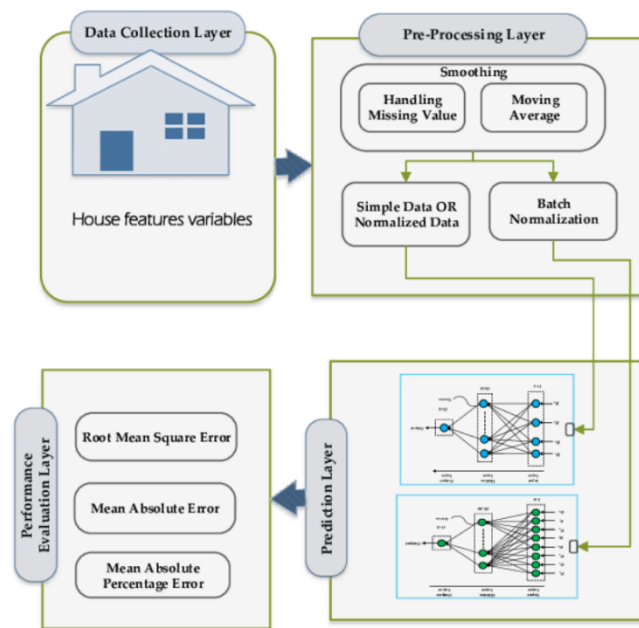 Data Collection Layer
House features variables
Pre-Processing Layer
Smoothing
Handling
Missing Value
Moving
Average
Simple Data OR
Normalized Data
Batch
Normalization
Performance
Evaluation Layer
Root Mean Square Error
Mean Absolute Error
Mean Absolute
Percentage Error
Prediction Layer